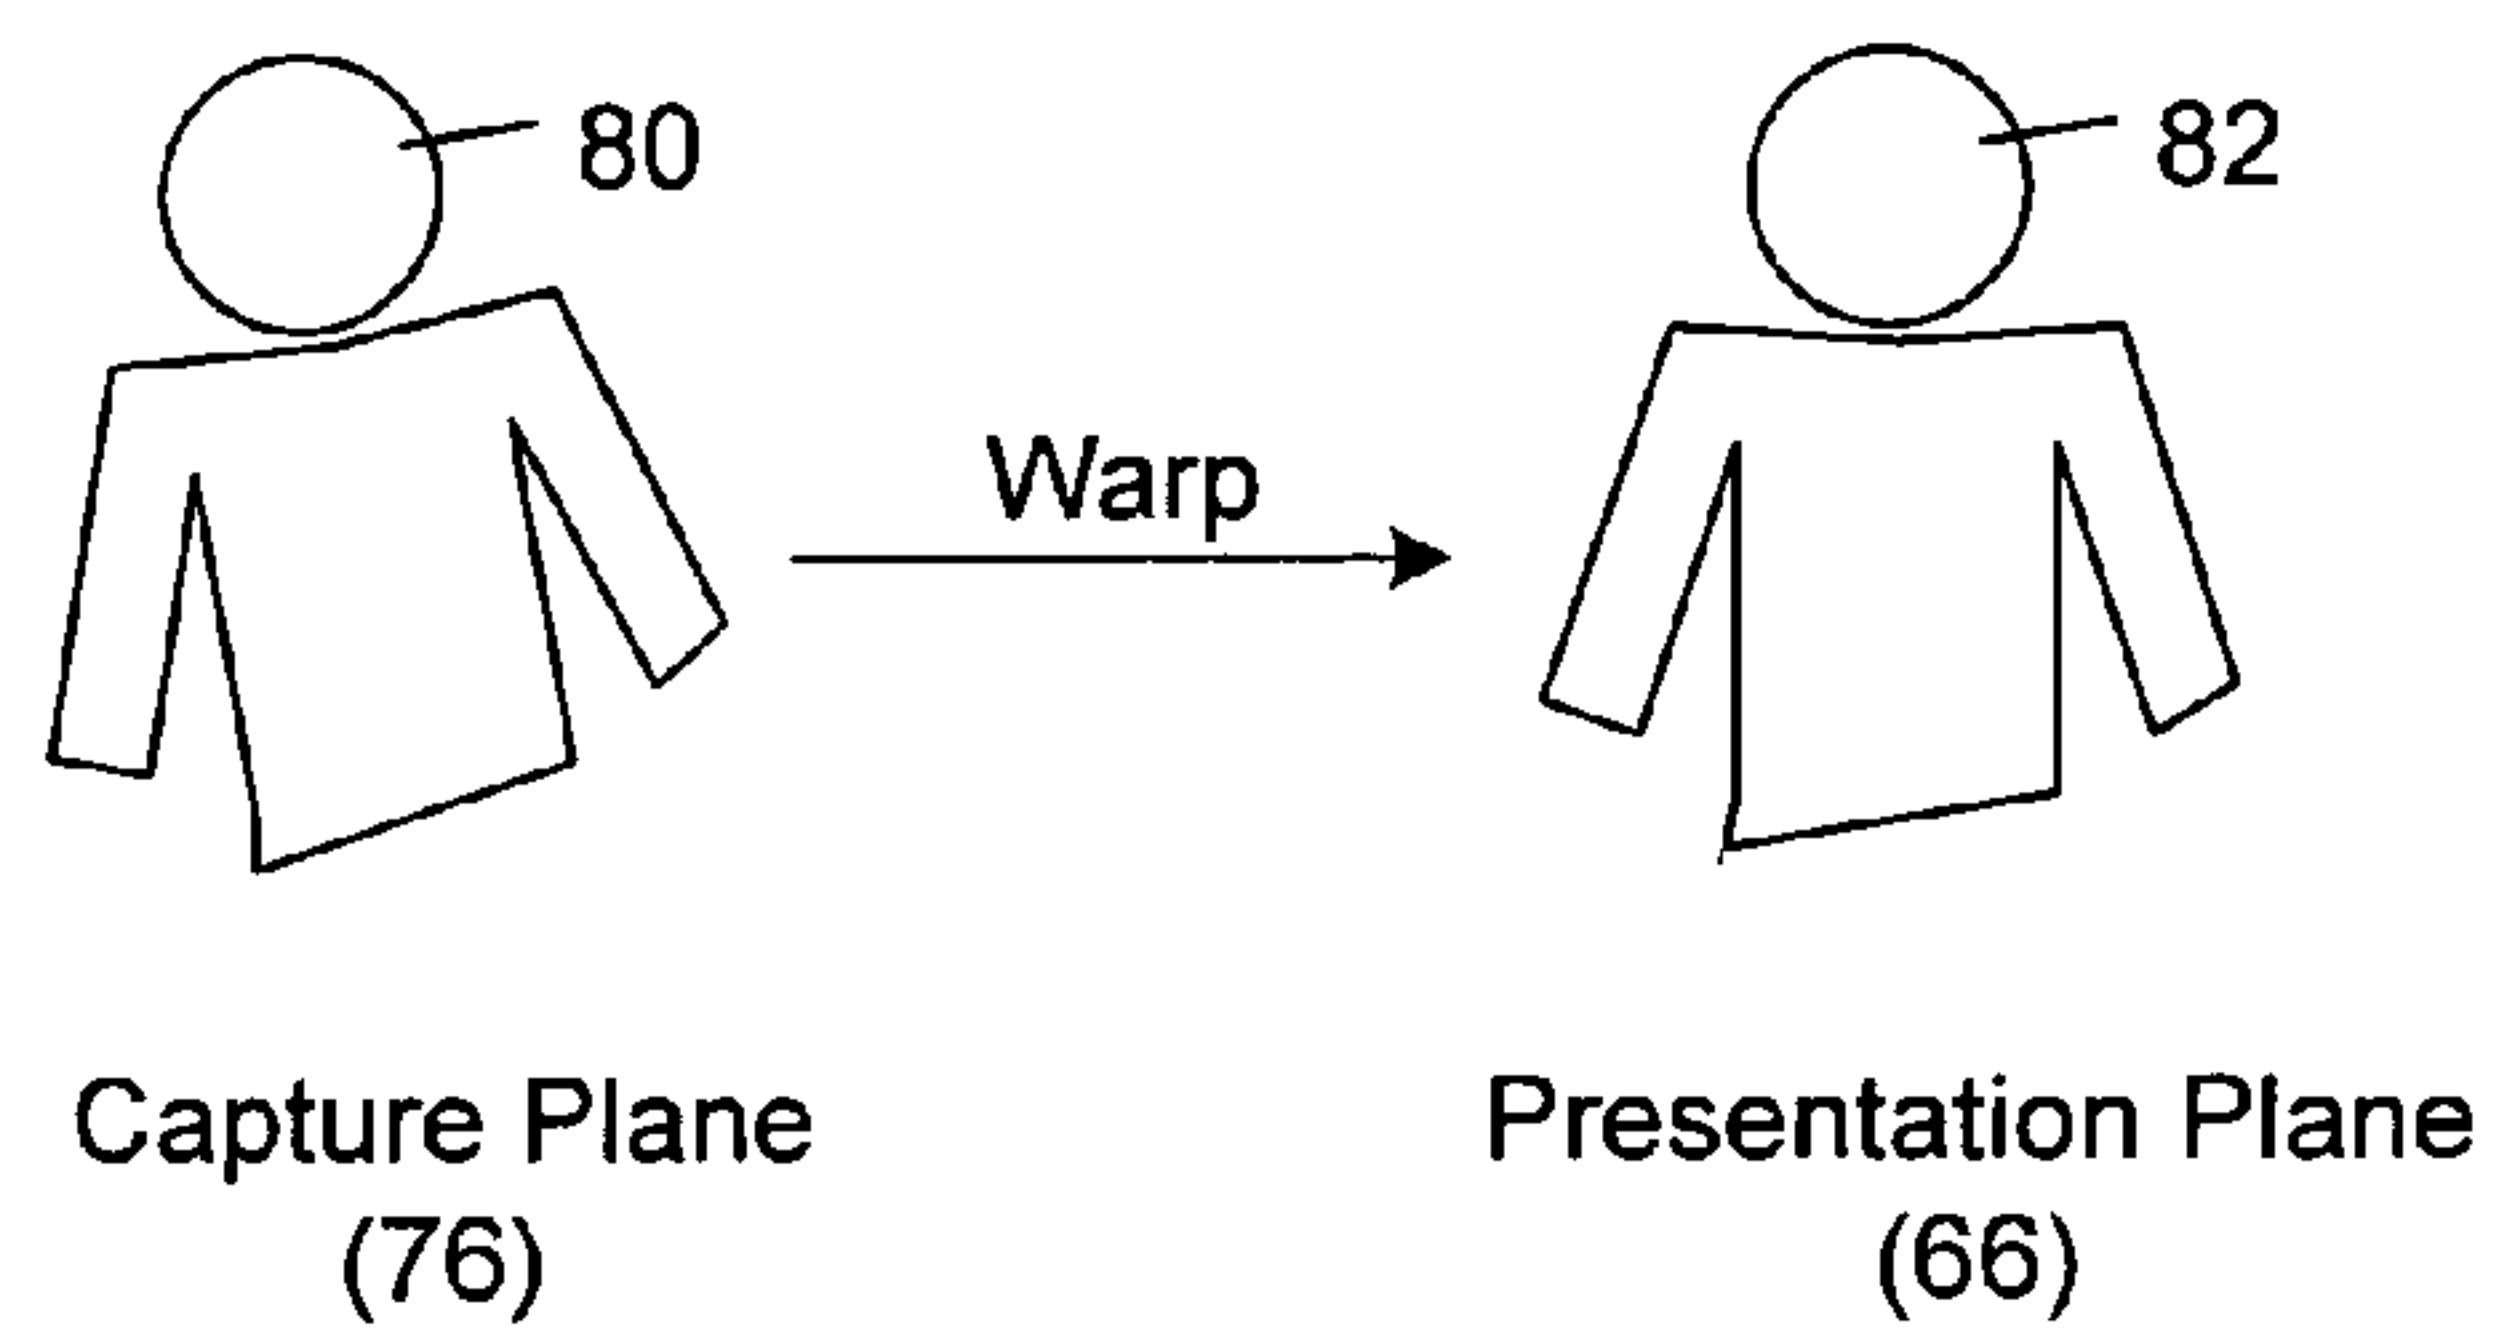 80
82
Warp
Capture Plane
(76)
Presentation Plane
(66)